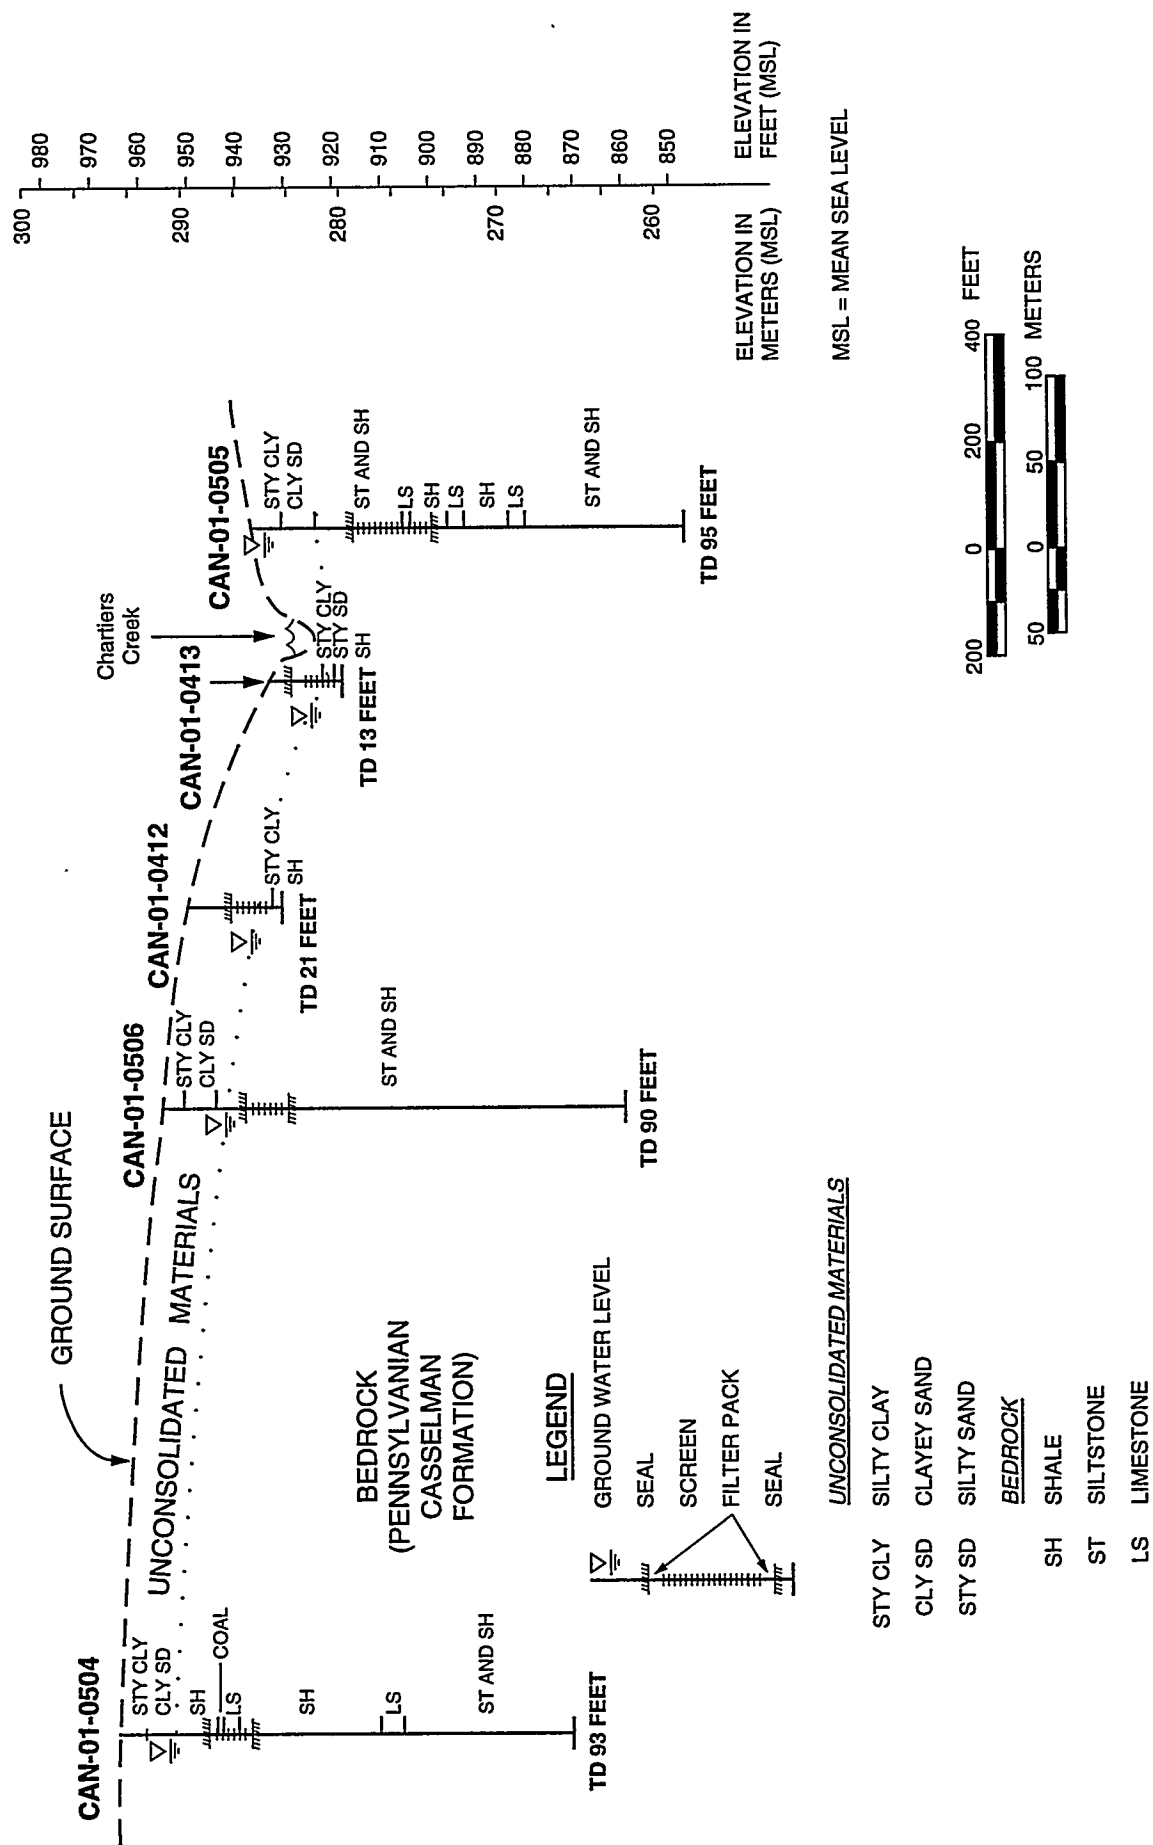 GROUND SURFACE
CAN-01-0504
STY CLY
CLY SD
SH
COAL
LS
SH
LS
ST AND SH
TD 93 FEET
UNCONSOLIDATED MATERIALS
CAN-01-0506
STY CLY
CLY SD
ST AND SH
TD 90 FEET
CAN-01-0412
STY CLY
SH
TD 21 FEET
CAN-01-0413
STY CLY
STY SD
SH
TD 13 FEET
Chartiers
Creek
CAN-01-0505
STY CLY
CLY SD
ST AND SH
LS
SH
LS
SH
LS
ST AND SH
TD 95 FEET
BEDROCK
(PENNSYLVANIAN
CASSELMAN
FORMATION)
300
290
280
270
260
ELEVATION IN
METERS (MSL)
980
970
960
950
940
930
920
910
900
890
880
870
860
850
ELEVATION IN
FEET (MSL)
MSL = MEAN SEA LEVEL
LEGEND
GROUND WATER LEVEL
SEAL
SCREEN
FILTER PACK
SEAL
UNCONSOLIDATED MATERIALS
STY CLY SILTY CLAY
CLY SD CLAYEY SAND
STY SD SILTY SAND
BEDROCK
SH SHALE
ST SILTSTONE
LS LIMESTONE
200 0 200 400 FEET
50 0 50 100 METERS